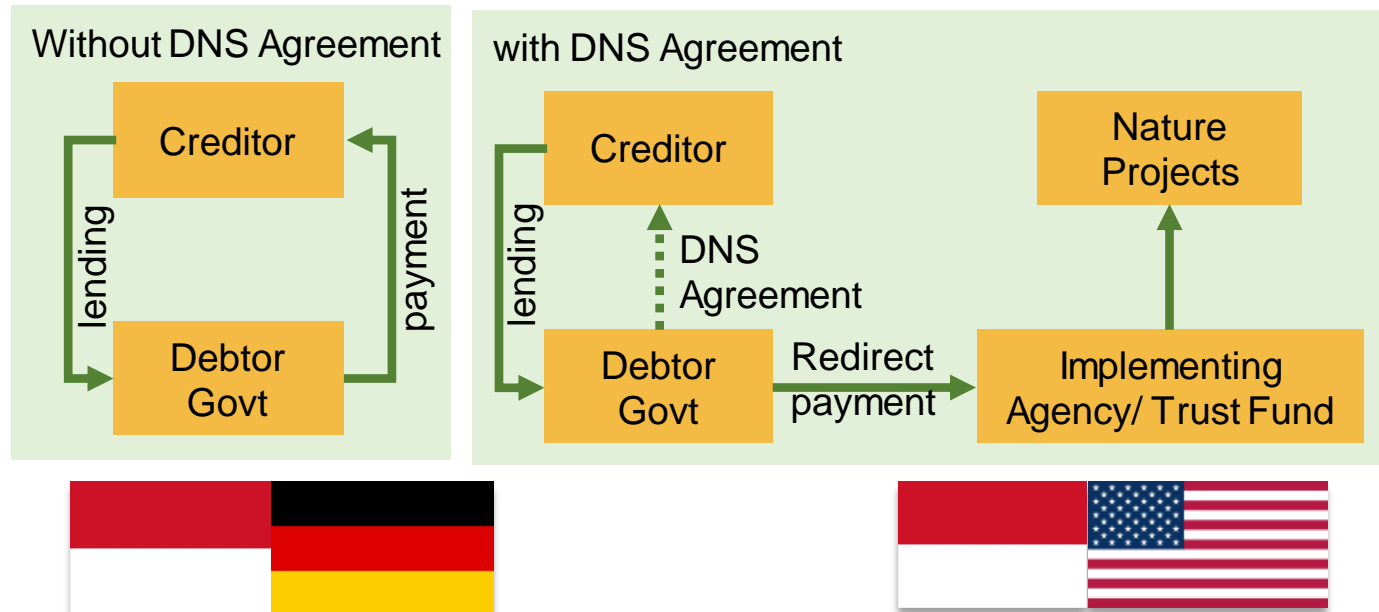 Without DNS Agreement
Creditor
lending
payment
Debtor
Govt
with DNS Agreement
Creditor
lending
DNS
Agreement
Debtor
Govt
Redirect
payment
Nature
Projects
Implementing
Agency/ Trust Fund